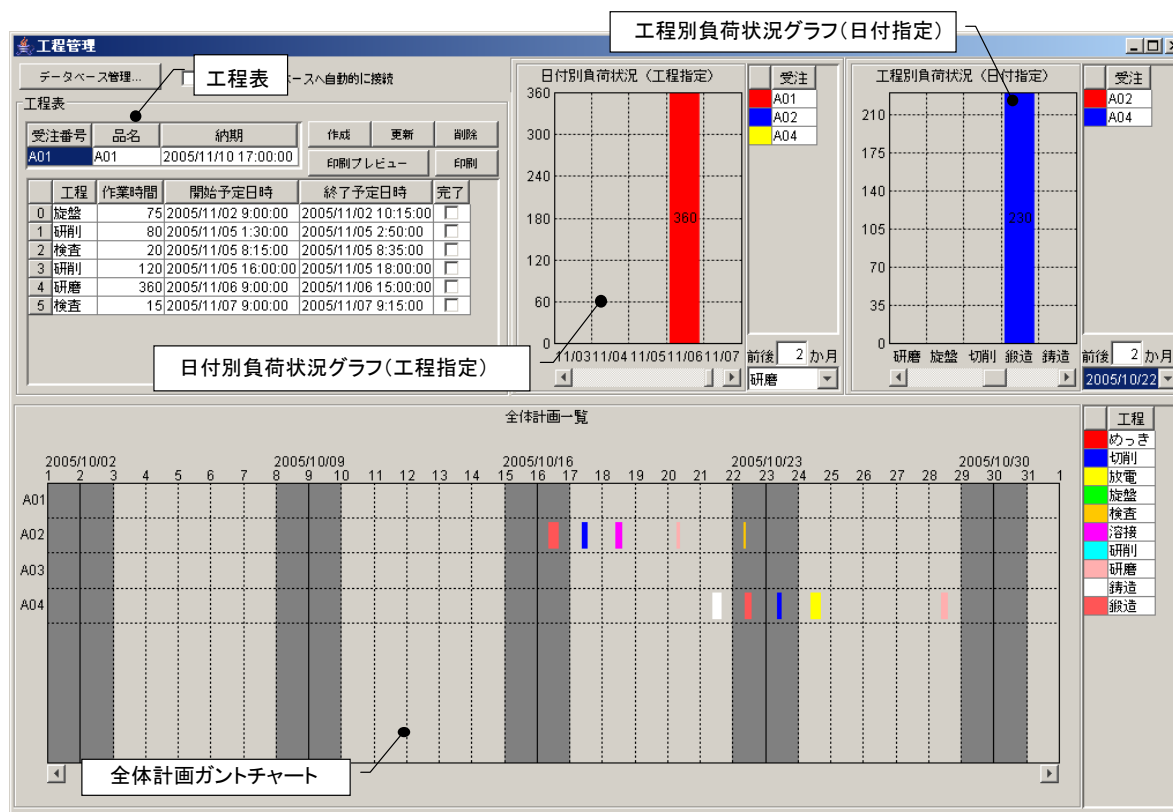 工程別負荷状況グラフ(日付指定)
工程管理
データベース管理...
工程表
ースへ自動的に接続
工程表
受注番号 品名 納期
A01 A01 2005/11/10 17:00:00
作成 更新 削除
印刷プレビュー 印刷
工程 作業時間 開始予定日時 終了予定日時 完了
0 旋盤 75 2005/11/02 9:00:00 2005/11/02 10:15:00
1 研削 80 2005/11/05 1:30:00 2005/11/05 2:50:00
2 検査 20 2005/11/05 8:15:00 2005/11/05 8:35:00
3 研削 120 2005/11/05 16:00:00 2005/11/05 18:00:00
4 研磨 360 2005/11/06 9:00:00 2005/11/06 15:00:00
5 検査 15 2005/11/07 9:00:00 2005/11/07 9:15:00
日付別負荷状況グラフ(工程指定)
日付別負荷状況(工程指定)
360
300
240
180
120
60
0
360
11/03 11/04 11/05 11/06 11/07
受注
A01
A02
A04
前後 2 か月
研磨
工程別負荷状況(日付指定)
210
175
140
105
70
35
0
230
研磨 旋盤 切削 鍛造 鋳造
受注
A02
A04
前後 2 か月
2005/10/22
全体計画一覧
2005/10/02 2005/10/09 2005/10/16 2005/10/23 2005/10/30
1 2 3 4 5 6 7 8 9 10 11 12 13 14 15 16 17 18 19 20 21 22 23 24 25 26 27 28 29 30 31 1
A01
A02
A03
A04
全体計画ガントチャート
工程
めっき
切削
放電
旋盤
検査
溶接
研削
研磨
鋳造
鍛造